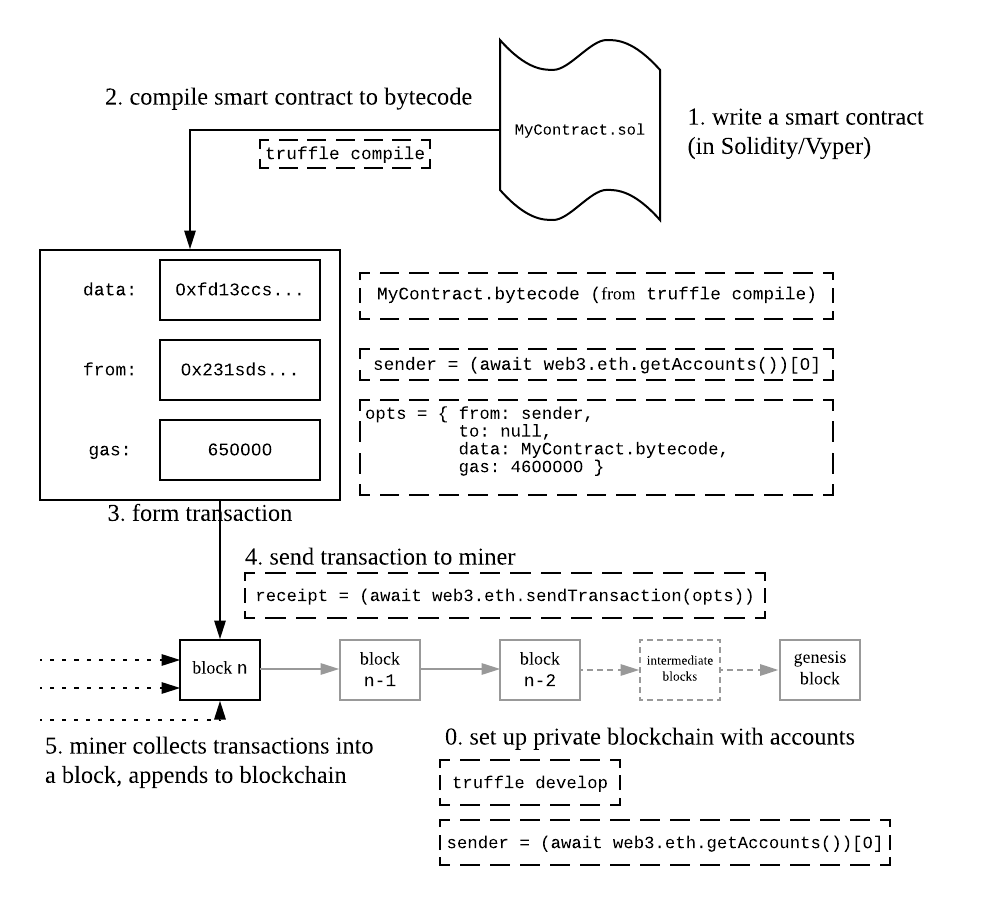 2. compile smart contract to bytecode
truffle compile
MyContract.sol
1. write a smart contract
(in Solidity/Vyper)
data:
0xfd13ccs...
from:
0x231sds...
gas:
650000
MyContract.bytecode (from truffle compile)
sender = (await web3.eth.getAccounts())[0]
opts = { from: sender,
to: null,
data: MyContract.bytecode,
gas: 4600000 }
3. form transaction
4. send transaction to miner
receipt = (await web3.eth.sendTransaction(opts))
block n
block
n-1
block
n-2
intermediate
blocks
genesis
block
5. miner collects transactions into
a block, appends to blockchain
0. set up private blockchain with accounts
truffle develop
sender = (await web3.eth.getAccounts())[0]